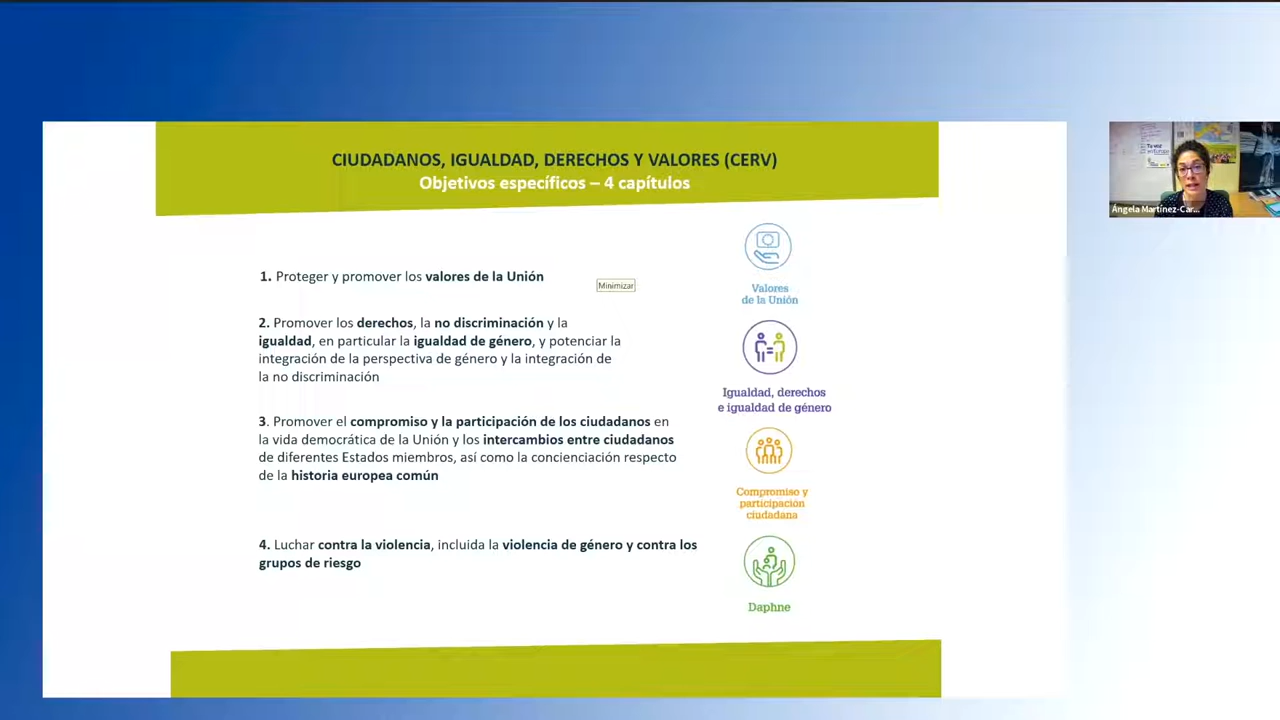 CIUDADANOS, IGUALDAD, DERECHOS Y VALORES (CERV)
Objetivos específicos – 4 capítulos
1. Proteger y promover los valores de la Unión
Minimizar
2. Promover los derechos, la no discriminación y la
igualdad, en particular la igualdad de género, y potenciar la
integración de la perspectiva de género y la integración de
la no discriminación
3. Promover el compromiso y la participación de los ciudadanos en
la vida democrática de la Unión y los intercambios entre ciudadanos
de diferentes Estados miembros, así como la concienciación respecto
de la historia europea común
4. Luchar contra la violencia, incluida la violencia de género y contra los
grupos de riesgo
Valores
de la Unión
Igualdad, derechos
e igualdad de género
Compromiso y
participación
ciudadana
Daphne
Tu voz
en Europa
Ángela Martínez-Car...